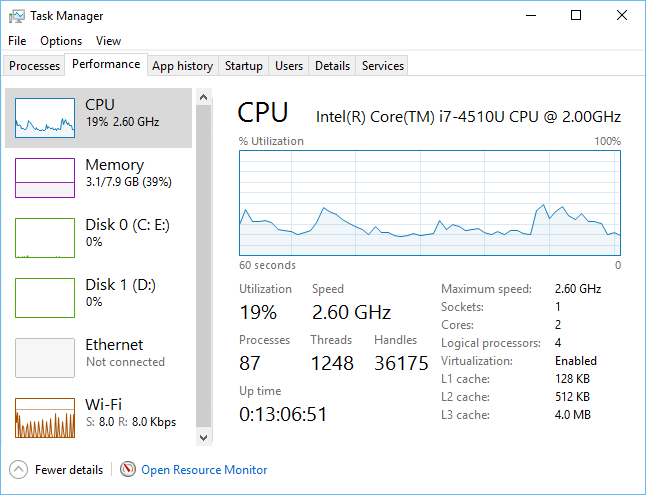 Task Manager
File Options View
Processes Performance App history Startup Users Details Services
CPU
19% 2.60 GHz
Memory
3.1/7.9 GB (39%)
Disk 0 (C: E:)
0%
Disk 1 (D:)
0%
Ethernet
Not connected
Wi-Fi
S: 8.0 R: 8.0 Kbps
CPU Intel(R) Core(TM) i7-4510U CPU @ 2.00GHz
% Utilization 100%
60 seconds 0
Utilization Speed
19% 2.60 GHz
Processes Threads Handles
87 1248 36175
Up time
0:13:06:51
Maximum speed: 2.60 GHz
Sockets: 1
Cores: 2
Logical processors: 4
Virtualization: Enabled
L1 cache: 128 KB
L2 cache: 512 KB
L3 cache: 4.0 MB
Fewer details Open Resource Monitor